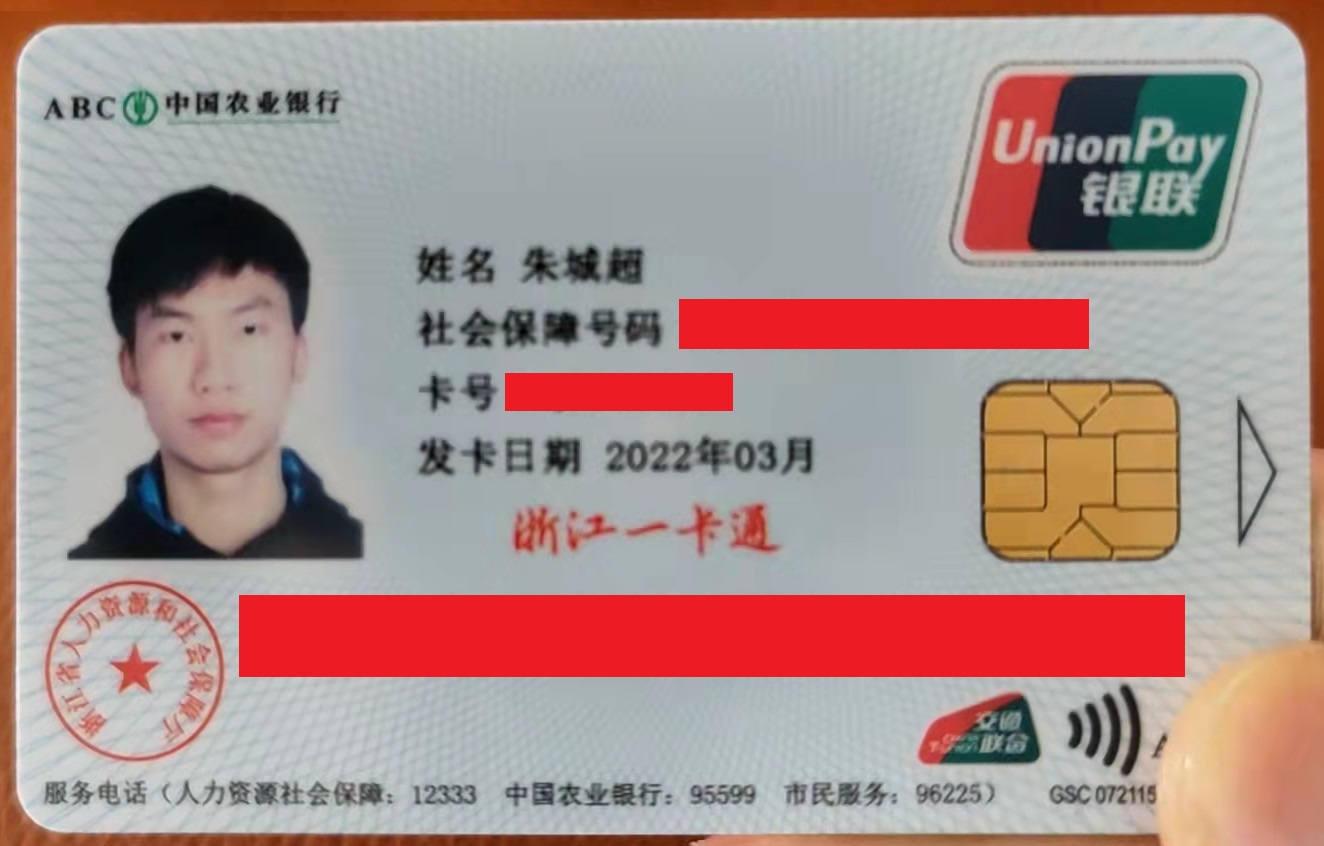 ABC 中国农业银行
UnionPay
银联
姓名 朱城超
社会保障号码
卡号
发卡日期 2022年03月
浙江一卡通
浙江省人力资源和社会保障厅
交通
联合
服务电话（人力资源社会保障：12333 中国农业银行：95599 市民服务：96225）
GSC 072115